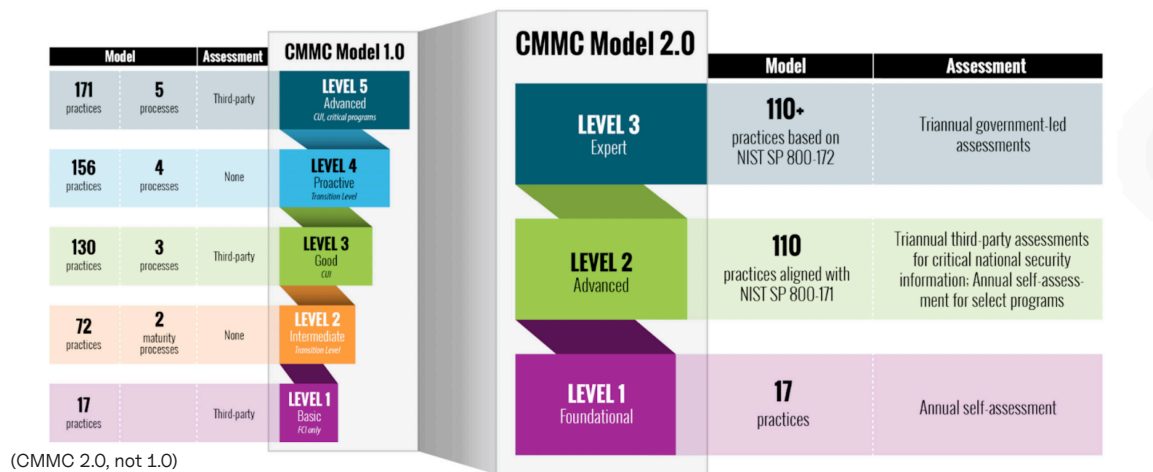 Model
Assessment
CMMC Model 1.0
171
practices
5
processes
Third-party
LEVEL 5
Advanced
CUI, critical programs
156
practices
4
processes
None
LEVEL 4
Proactive
Transition Level
130
practices
3
processes
Third-party
LEVEL 3
Good
CUI
72
practices
2
maturity
processes
None
LEVEL 2
Intermediate
Transition Level
17
practices
Third-party
LEVEL 1
Basic
FCI only
(CMMC 2.0, not 1.0)
CMMC Model 2.0
Model
Assessment
LEVEL 3
Expert
110+
practices based on
NIST SP 800-172
Triannual government-led
assessments
LEVEL 2
Advanced
110
practices aligned with
NIST SP 800-171
Triannual third-party assessments
for critical national security
information; Annual self-assess-
ment for select programs
LEVEL 1
Foundational
17
practices
Annual self-assessment